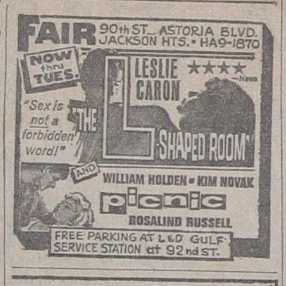 FAIR 90th ST. ASTORIA BLVD.
JACKSON HTS. • HA9-1870
NOW
thru
TUES.
LESLIE
CARON
★★★★
-News
"Sex is
not a
forbidden
word!"
"THE
L
-SHAPED ROOM"
AND
WILLIAM HOLDEN • KIM NOVAK
picnic
ROSALIND RUSSELL
FREE PARKING AT L&D GULF
SERVICE STATION at 92nd ST.